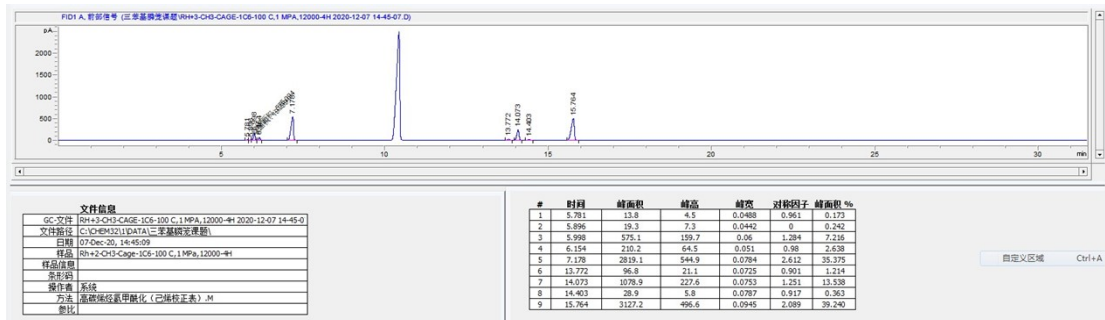 FID1 A, 前部信号 (三苯基膦笼课题\RH+3-CH3-CAGE-1C6-100 C,1 MPA,12000-4H 2020-12-07 14-45-07.D)
pA
2000
1500
1000
500
0
5.781
7.178
13.772
14.073
14.403
15.764
5 10 15 20 25 30 min
文件信息
GC-文件 RH+3-CH3-CAGE-1C6-100 C,1 MPA,12000-4H 2020-12-07 14-45-0
文件路径 C:\CHEM32\1\DATA\三苯基膦笼课题\
日期 07-Dec-20, 14:45:09
样品 Rh+2-CH3-Cage-1C6-100 C,1MPa,12000-4H
样品信息
条形码
操作者 系统
方法 高碳烯烃氢甲酰化（己烯校正表）.M
参比
# 时间 峰面积 峰高 峰宽 对称因子 峰面积 %
1 5.781 13.8 4.5 0.0488 0.961 0.173
2 5.896 19.3 7.3 0.0442 0 0.242
3 5.998 575.1 159.7 0.06 1.284 7.216
4 6.154 210.2 64.5 0.051 0.98 2.638
5 7.178 2819.1 544.9 0.0784 2.612 35.375
6 13.772 96.8 21.1 0.0725 0.901 1.214
7 14.073 1078.9 227.6 0.0753 1.251 13.538
8 14.403 28.9 5.8 0.0787 0.917 0.363
9 15.764 3127.2 496.6 0.0945 2.089 39.240
自定义区域 Ctrl+A